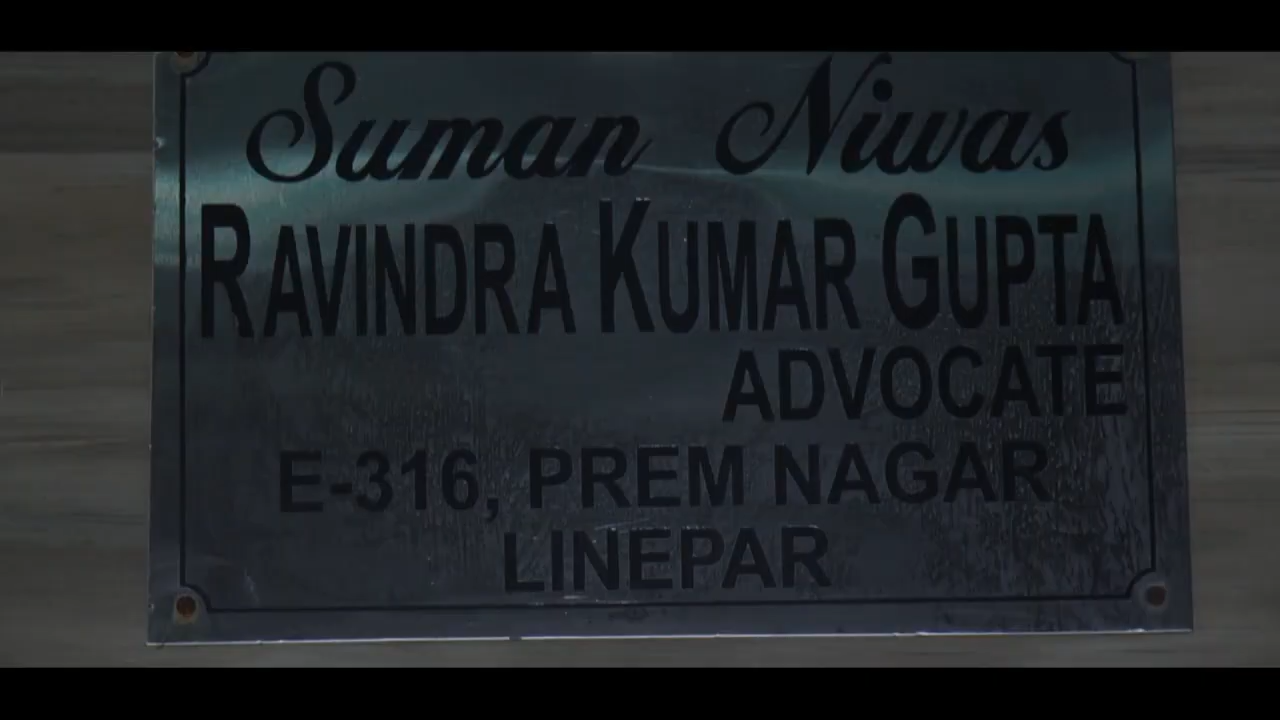 Suman Niwas
RAVINDRA KUMAR GUPTA
ADVOCATE
E-316, PREM NAGAR
LINEPAR